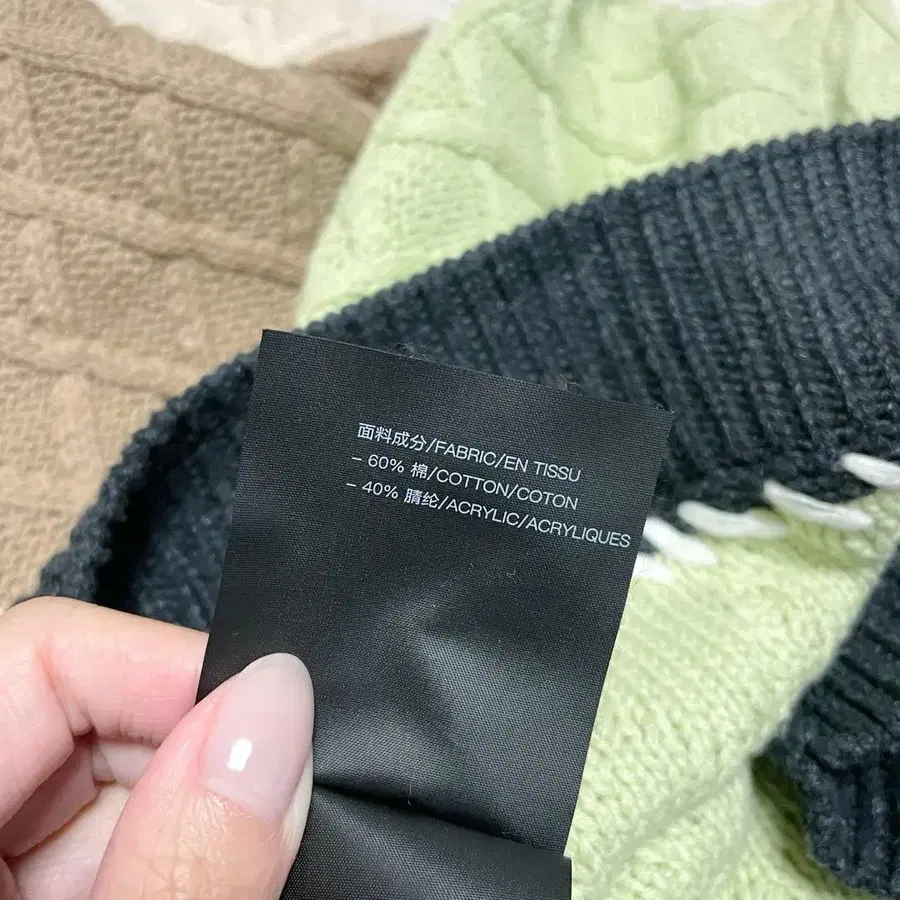 面料成分/FABRIC/EN TISSU
- 60% 棉/COTTON/COTON
- 40% 腈纶/ACRYLIC/ACRYLIQUES